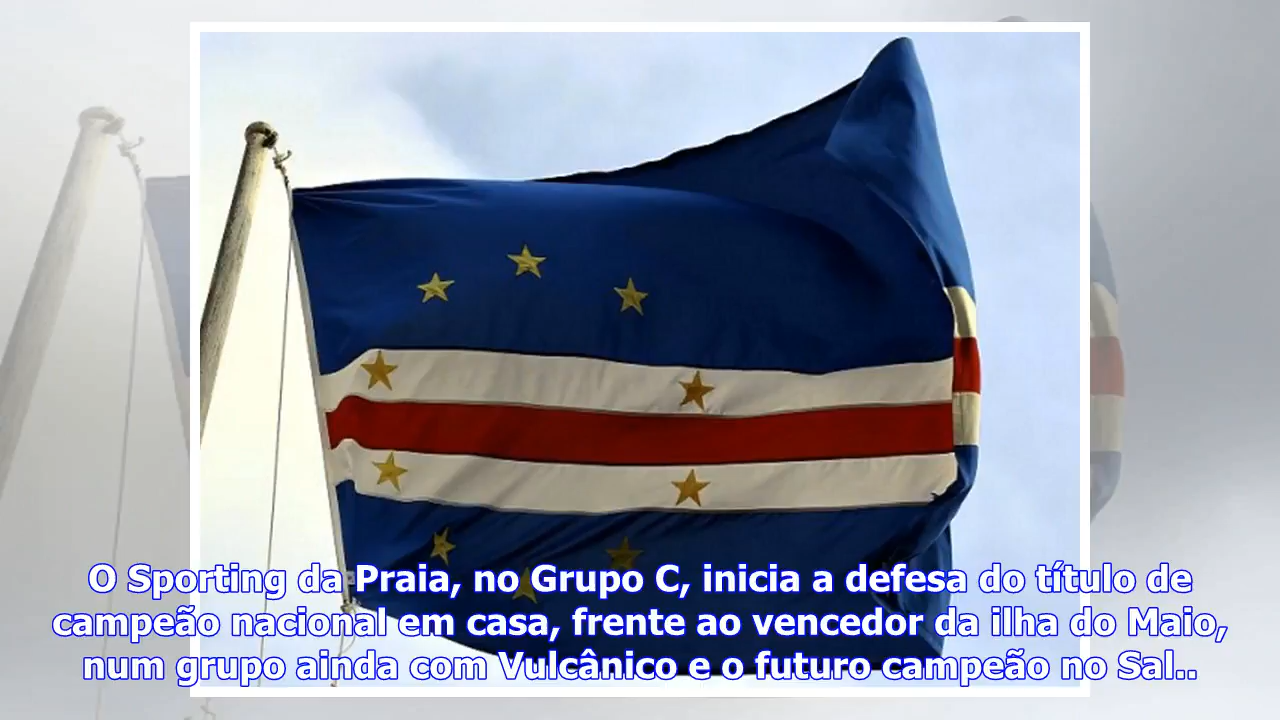 O Sporting da Praia, no Grupo C, inicia a defesa do título de
campeão nacional em casa, frente ao vencedor da ilha do Maio,
num grupo ainda com Vulcânico e o futuro campeão no Sal..